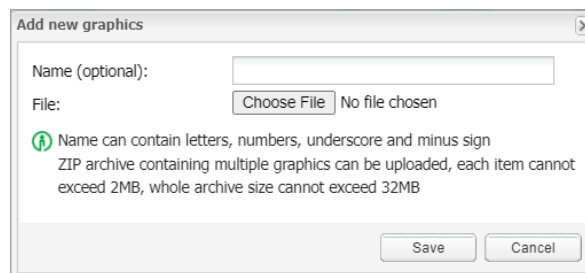 Add new graphics
Name (optional):
File: Choose File No file chosen
Name can contain letters, numbers, underscore and minus sign
ZIP archive containing multiple graphics can be uploaded, each item cannot
exceed 2MB, whole archive size cannot exceed 32MB
Save Cancel